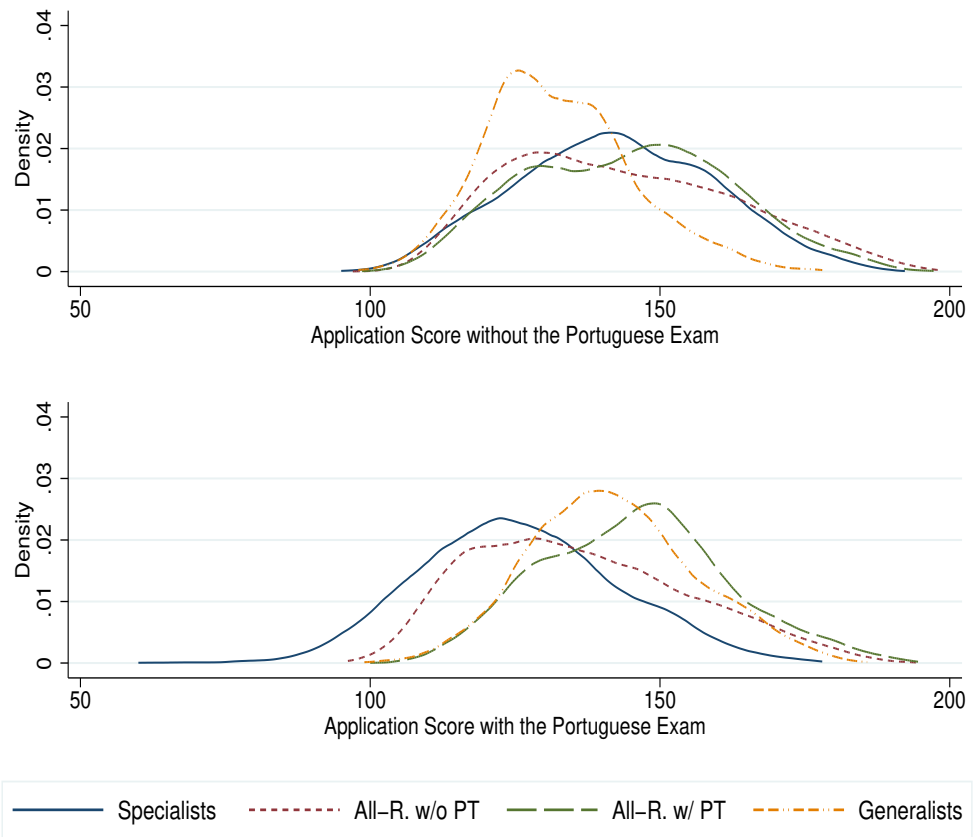 .04
.03
.02
.01
0
Density
50 100 150 200
Application Score without the Portuguese Exam
.04
.03
.02
.01
0
Density
50 100 150 200
Application Score with the Portuguese Exam
Specialists All−R. w/o PT All−R. w/ PT Generalists